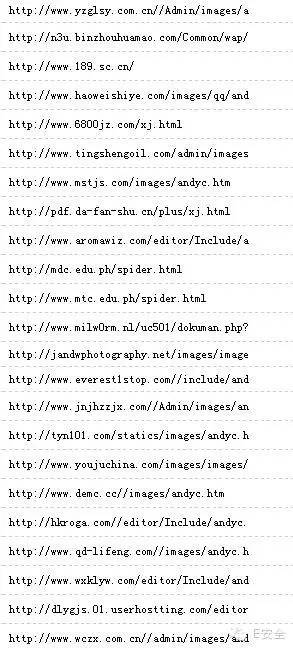 http://www.yzglsy.com.cn//Admin/images/a
http://n3u.binzhouhuamao.com/Common/wap/
http://www.189.sc.cn/
http://www.haoweishiye.com/images/qq/and
http://www.6800jz.com/xj.html
http://www.tingshengoil.com/admin/images
http://www.mstjs.com/images/andyc.htm
http://pdf.da-fan-shu.cn/plus/xj.html
http://www.aromawiz.com/editor/Include/a
http://mdc.edu.ph/spider.html
http://www.mtc.edu.ph/spider.html
http://www.milw0rm.nl/uc501/dokuman.php?
http://jandwphotography.net/images/image
http://www.everest1stop.com//include/and
http://www.jnjhzzjx.com//Admin/images/an
http://tyn101.com/statics/images/andyc.h
http://www.youjuchina.com/images/images/
http://www.demc.cc//images/andyc.htm
http://hkroga.com//editor/Include/andyc.
http://www.qd-lifeng.com//images/andyc.h
http://www.wxklyw.com/editor/Include/and
http://dlygjs.01.userhostting.com/editor
http://www.wczx.com.cn//admin/images/and
E安全